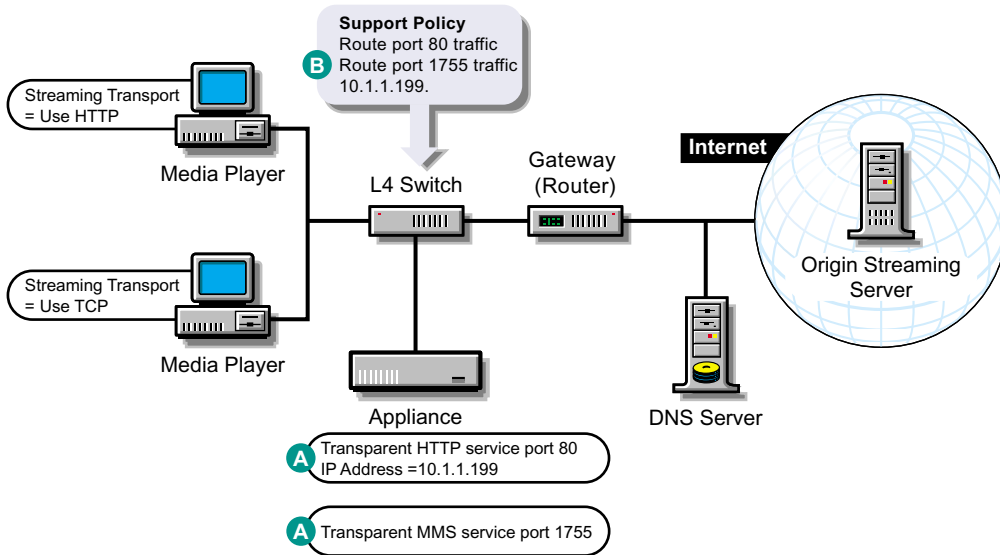 Support Policy
Route port 80 traffic
Route port 1755 traffic
10.1.1.199.
B
Streaming Transport
= Use HTTP
Media Player
L4 Switch
Gateway
(Router)
Internet
Origin Streaming
Server
Streaming Transport
= Use TCP
Media Player
Appliance
DNS Server
A
Transparent HTTP service port 80
IP Address =10.1.1.199
A
Transparent MMS service port 1755